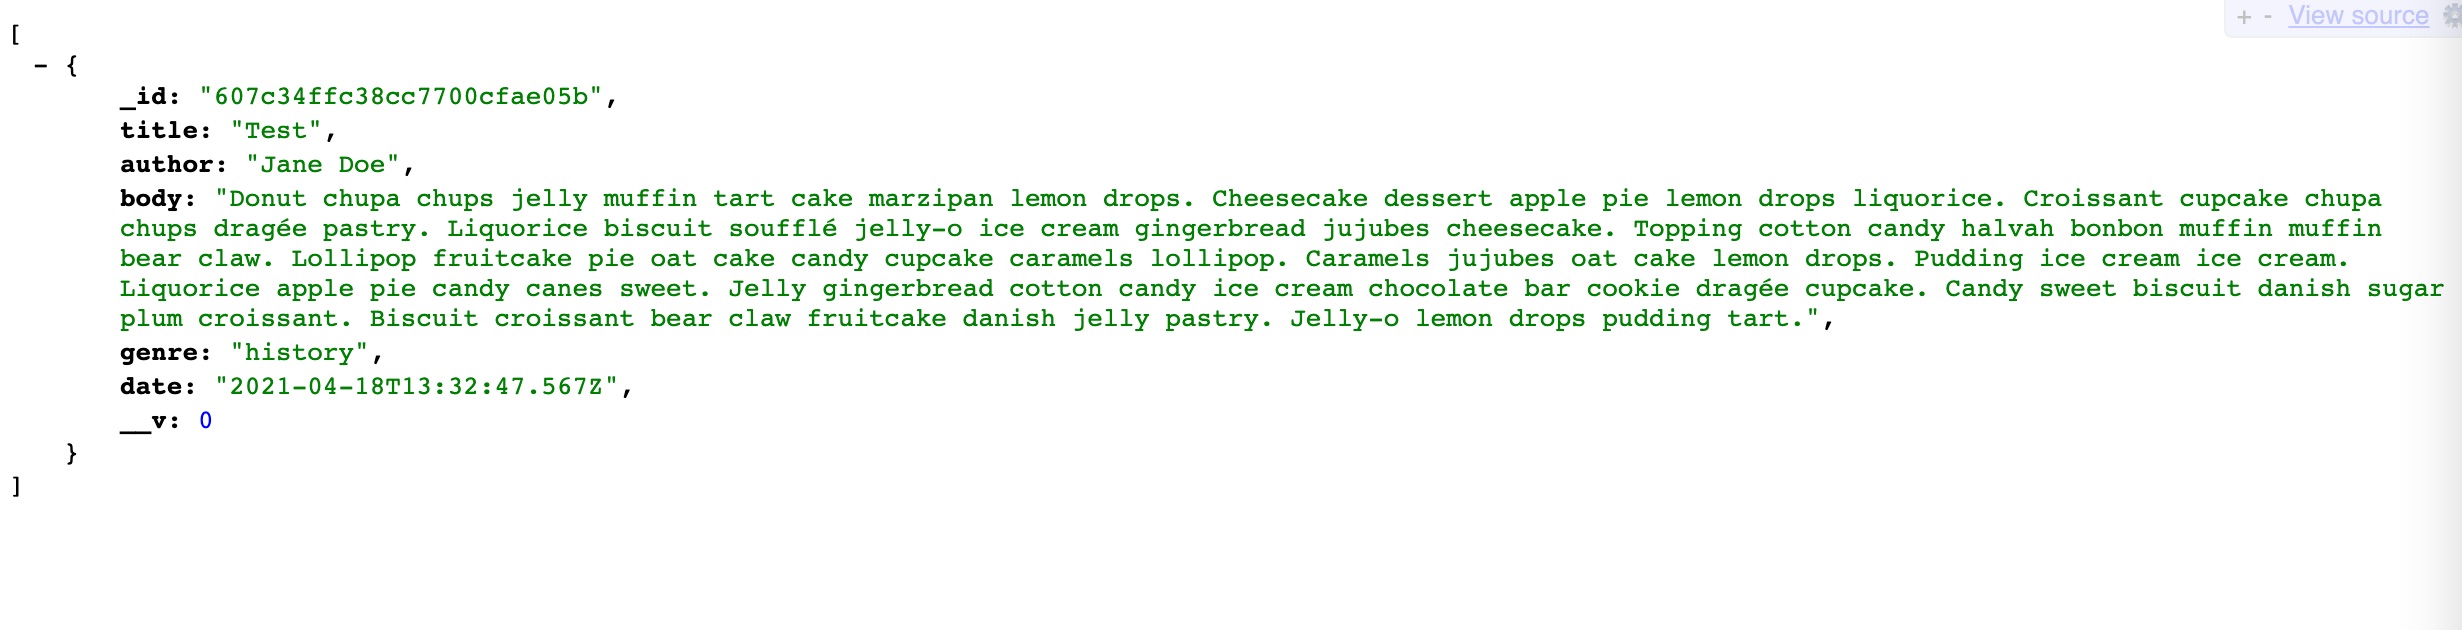 + - View source
[
- {
_id: "607c34ffc38cc7700cfae05b",
title: "Test",
author: "Jane Doe",
body: "Donut chupa chups jelly muffin tart cake marzipan lemon drops. Cheesecake dessert apple pie lemon drops liquorice. Croissant cupcake chupa
chups dragée pastry. Liquorice biscuit soufflé jelly-o ice cream gingerbread jujubes cheesecake. Topping cotton candy halvah bonbon muffin muffin
bear claw. Lollipop fruitcake pie oat cake candy cupcake caramels lollipop. Caramels jujubes oat cake lemon drops. Pudding ice cream ice cream.
Liquorice apple pie candy canes sweet. Jelly gingerbread cotton candy ice cream chocolate bar cookie dragée cupcake. Candy sweet biscuit danish sugar
plum croissant. Biscuit croissant bear claw fruitcake danish jelly pastry. Jelly-o lemon drops pudding tart.",
genre: "history",
date: "2021-04-18T13:32:47.567Z",
__v: 0
}
]